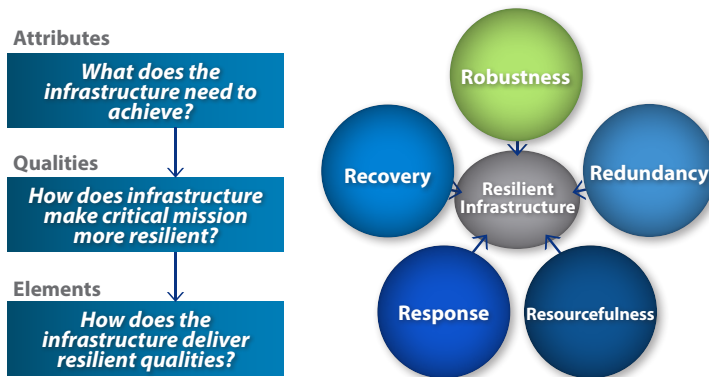 Attributes
What does the
infrastructure need to
achieve?
Qualities
How does infrastructure
make critical mission
more resilient?
Elements
How does the
infrastructure deliver
resilient qualities?
Robustness
Recovery
Redundancy
Resilient
Infrastructure
Response
Resourcefulness